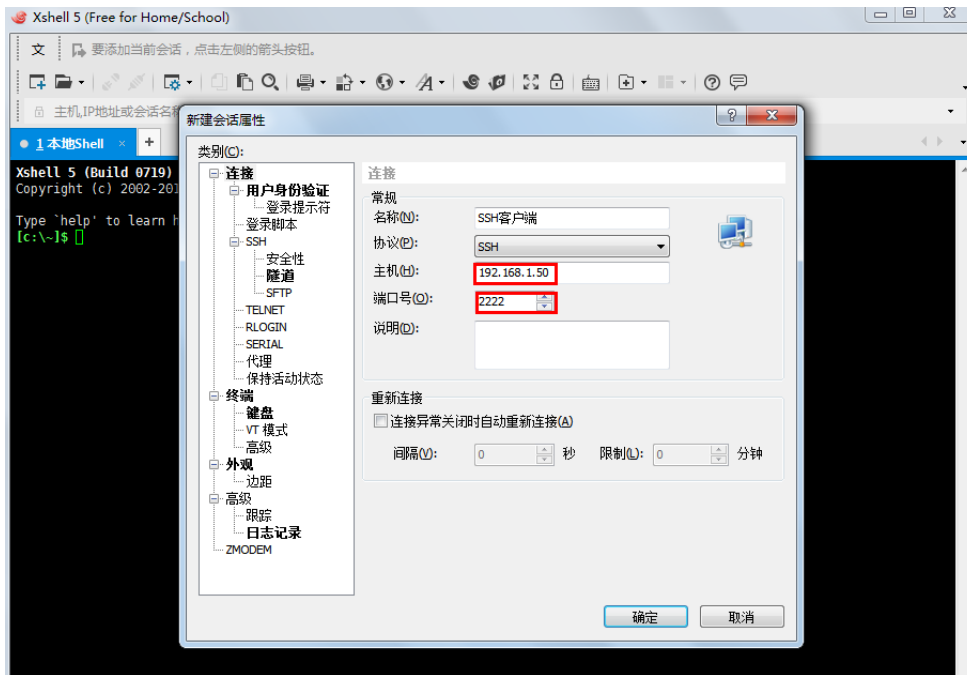 Xshell 5 (Free for Home/School)
文 要添加当前会话，点击左侧的箭头按钮。
主机,IP地址或会话名称
1 本地Shell × +
Xshell 5 (Build 0719)
Copyright (c) 2002-201
Type `help' to learn h
[c:\~]$
新建会话属性
类别(C):
连接
用户身份验证
登录提示符
登录脚本
SSH
安全性
隧道
SFTP
TELNET
RLOGIN
SERIAL
代理
保持活动状态
终端
键盘
VT 模式
高级
外观
边距
高级
跟踪
日志记录
ZMODEM
连接
常规
名称(N): SSH客户端
协议(P): SSH
主机(H): 192.168.1.50
端口号(O): 2222
说明(D):
重新连接
连接异常关闭时自动重新连接(A)
间隔(V): 0 秒 限制(L): 0 分钟
确定 取消